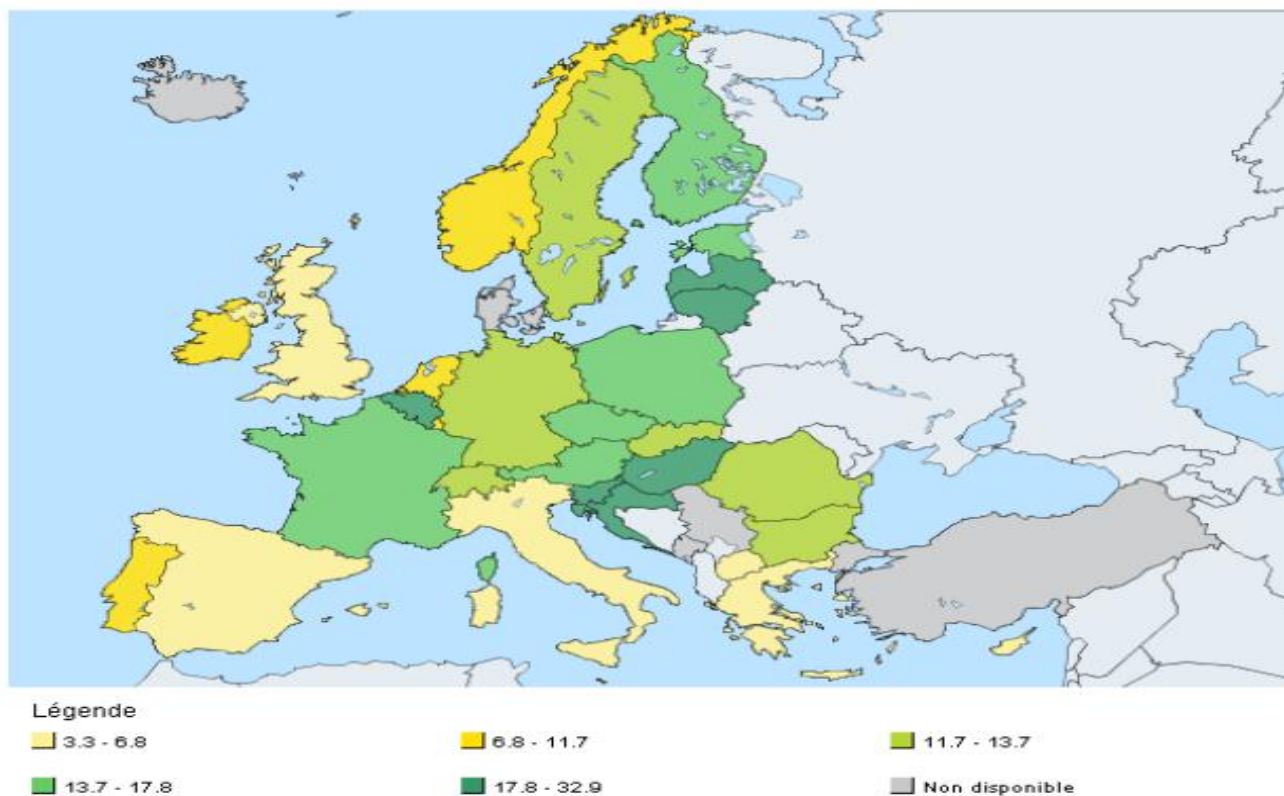 Légende
3.3 - 6.8
6.8 - 11.7
11.7 - 13.7
13.7 - 17.8
17.8 - 32.9
Non disponible